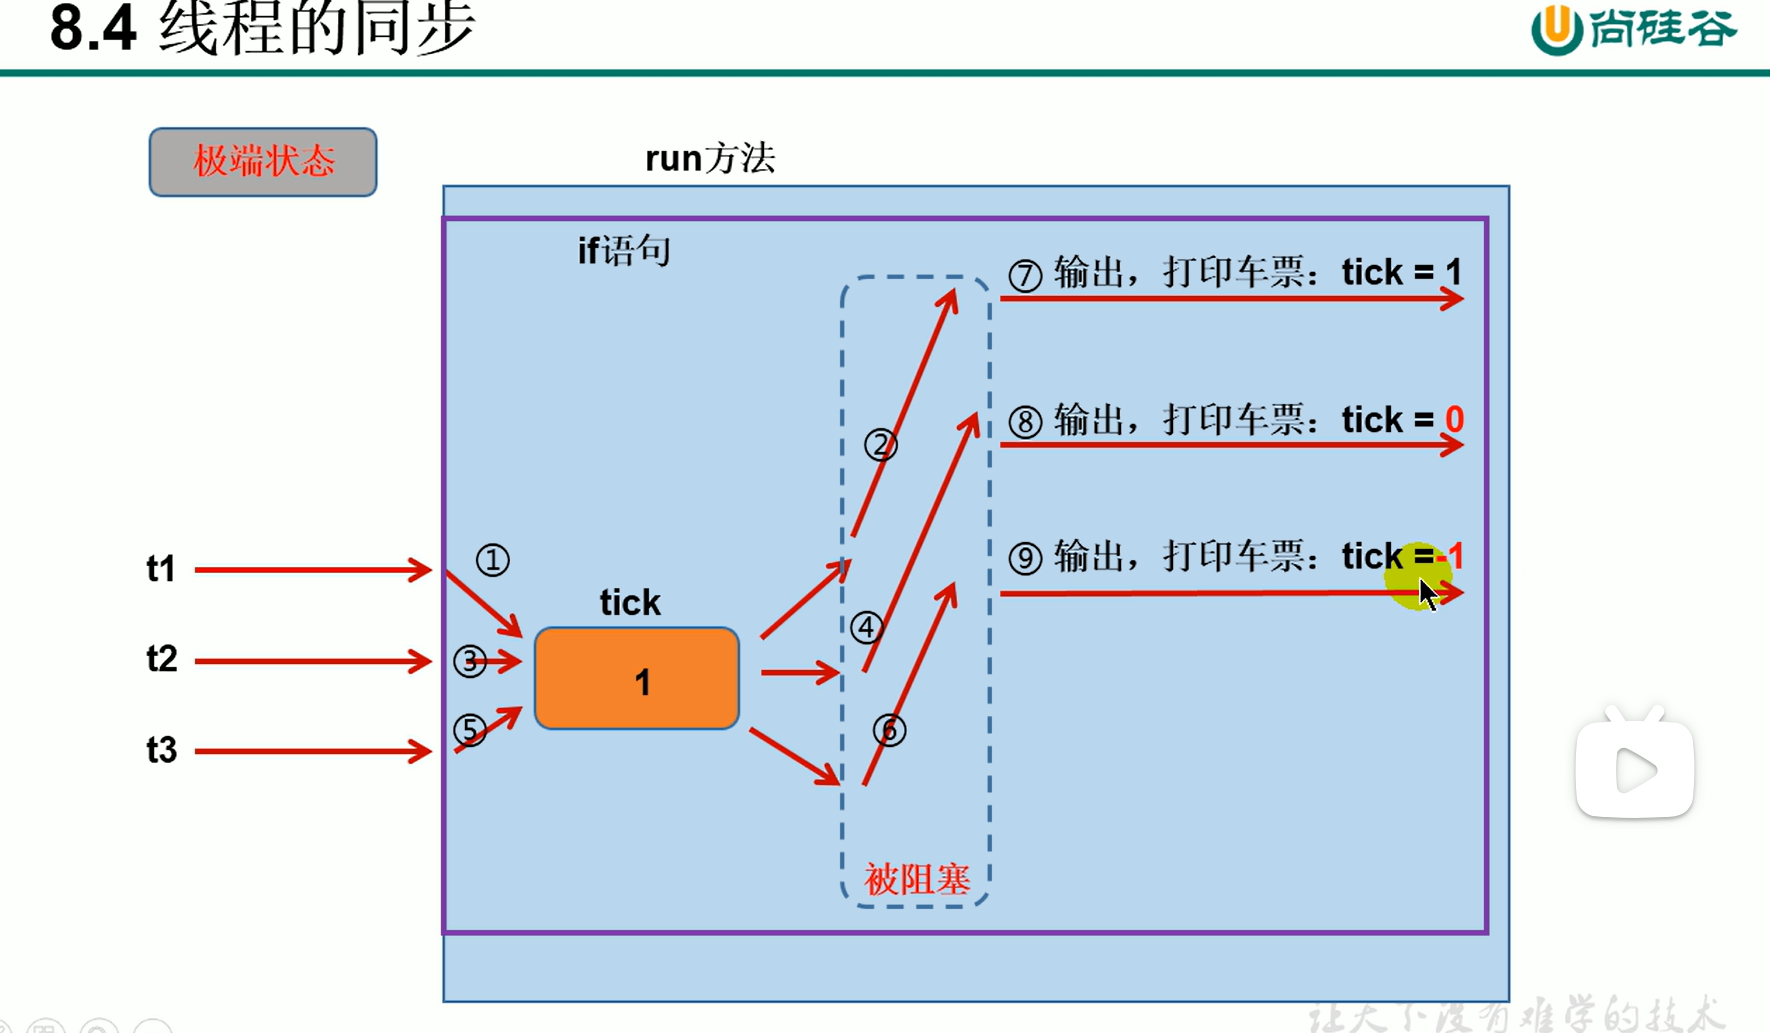 8.4 线程的同步
尚硅谷
极端状态
run方法
if语句
⑦ 输出，打印车票：tick = 1
②
⑧ 输出，打印车票：tick = 0
⑨ 输出，打印车票：tick =-1
t1
①
tick
④
t2
③
1
t3
⑤
⑥
被阻塞
让天下没有难学的技术